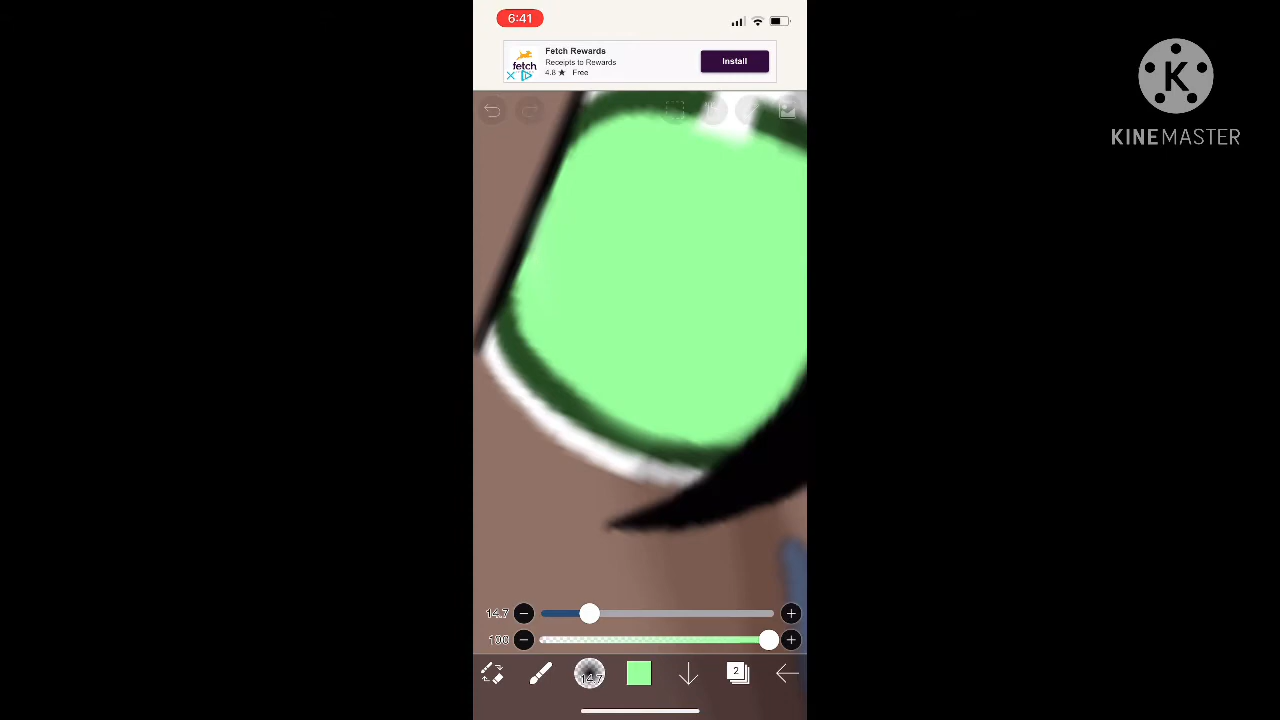 6:41
Fetch Rewards
Receipts to Rewards
4.8 ★ Free
fetch
Install
K
KINEMASTER
14.7
100
14.7
2